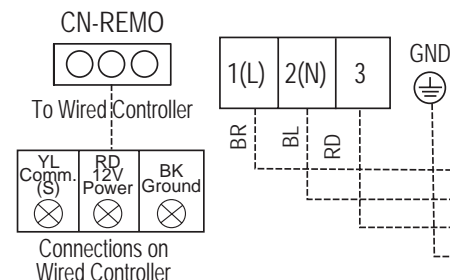 CN-REMO
To Wired Controller
YL
Comm.
(S)
RD
12V
Power
BK
Ground
Connections on
Wired Controller
1(L)
2(N)
3
GND
BR
BL
RD